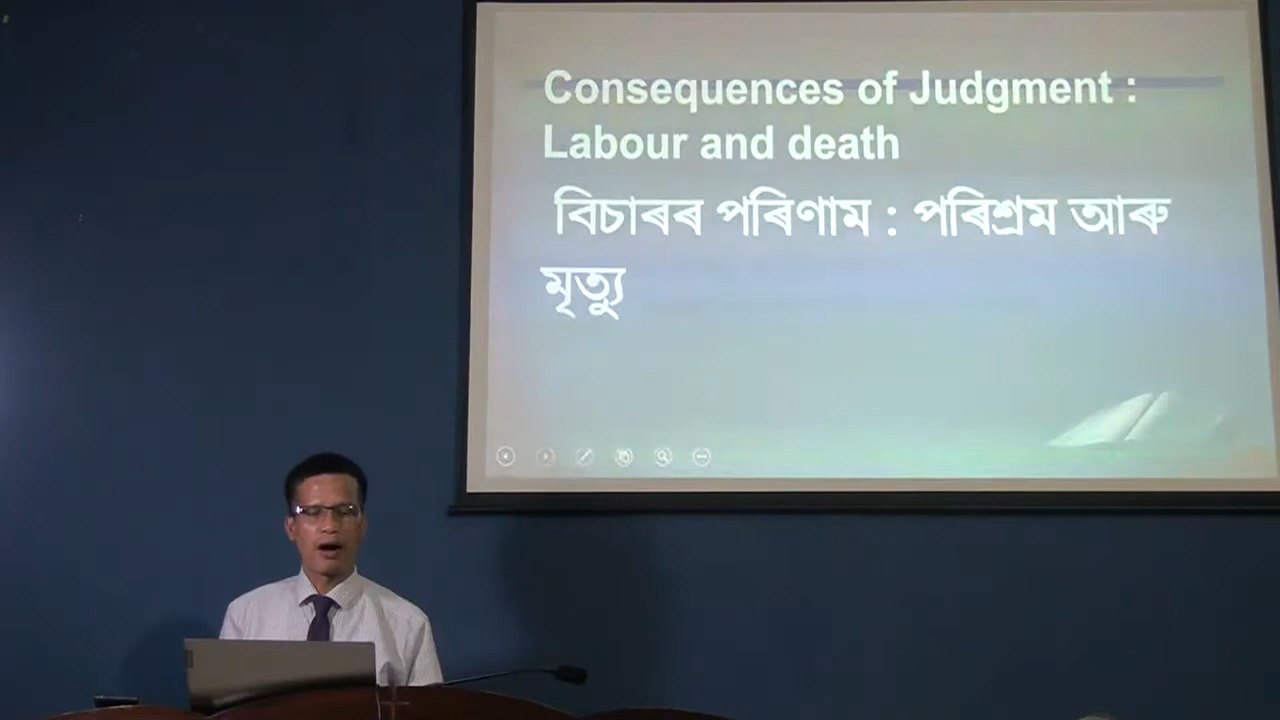 Consequences of Judgment :
Labour and death
বিচাৰৰ পৰিণাম : পৰিশ্ৰম আৰু
মৃত্যু